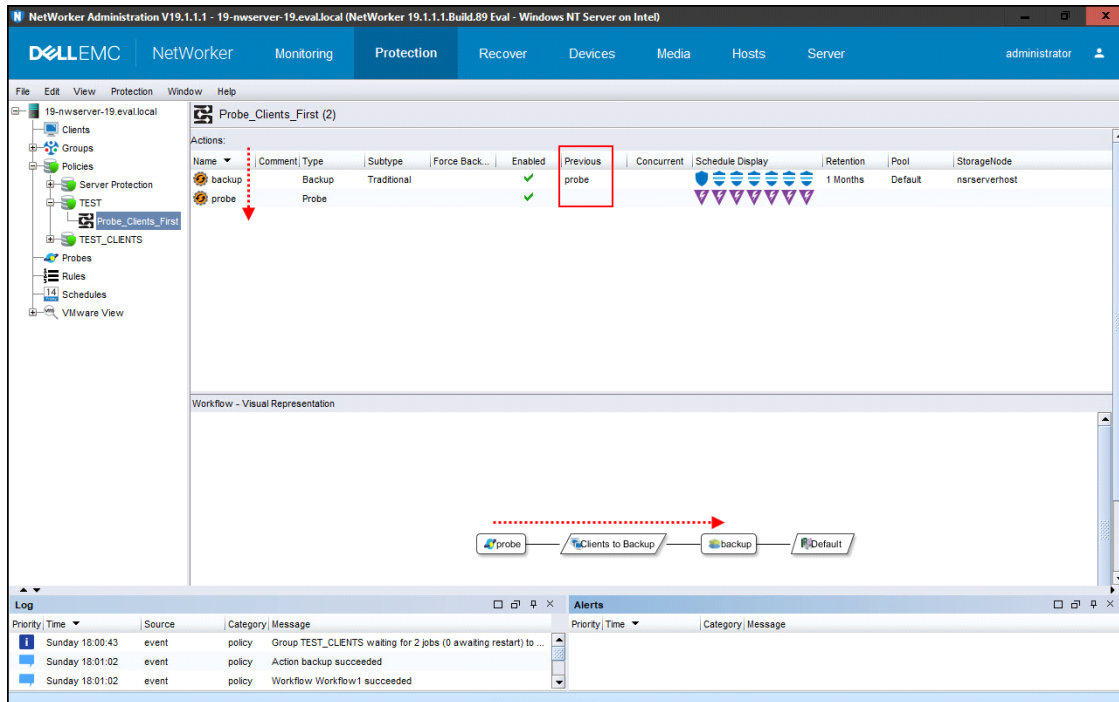 NetWorker Administration V19.1.1.1 - 19-nwserver-19.eval.local (NetWorker 19.1.1.1.Build.89 Eval - Windows NT Server on Intel)
DELLEMC NetWorker Monitoring Protection Recover Devices Media Hosts Server administrator
File Edit View Protection Window Help
19-nwserver-19.eval.local
Clients
Groups
Policies
Server Protection
TEST
Probe_Clients_First
TEST_CLIENTS
Probes
Rules
14 Schedules
VMware View
Probe_Clients_First (2)
Actions:
Name Comment Type Subtype Force Back... Enabled Previous Concurrent Schedule Display Retention Pool StorageNode
backup Backup Traditional probe 1 Months Default nsrserverhost
probe Probe
Workflow - Visual Representation
probe Clients to Backup backup Default
Log
Priority Time Source Category Message
Sunday 18:00:43 event policy Group TEST_CLIENTS waiting for 2 jobs (0 awaiting restart) to ...
Sunday 18:01:02 event policy Action backup succeeded
Sunday 18:01:02 event policy Workflow Workflow1 succeeded
Alerts
Priority Time Category Message